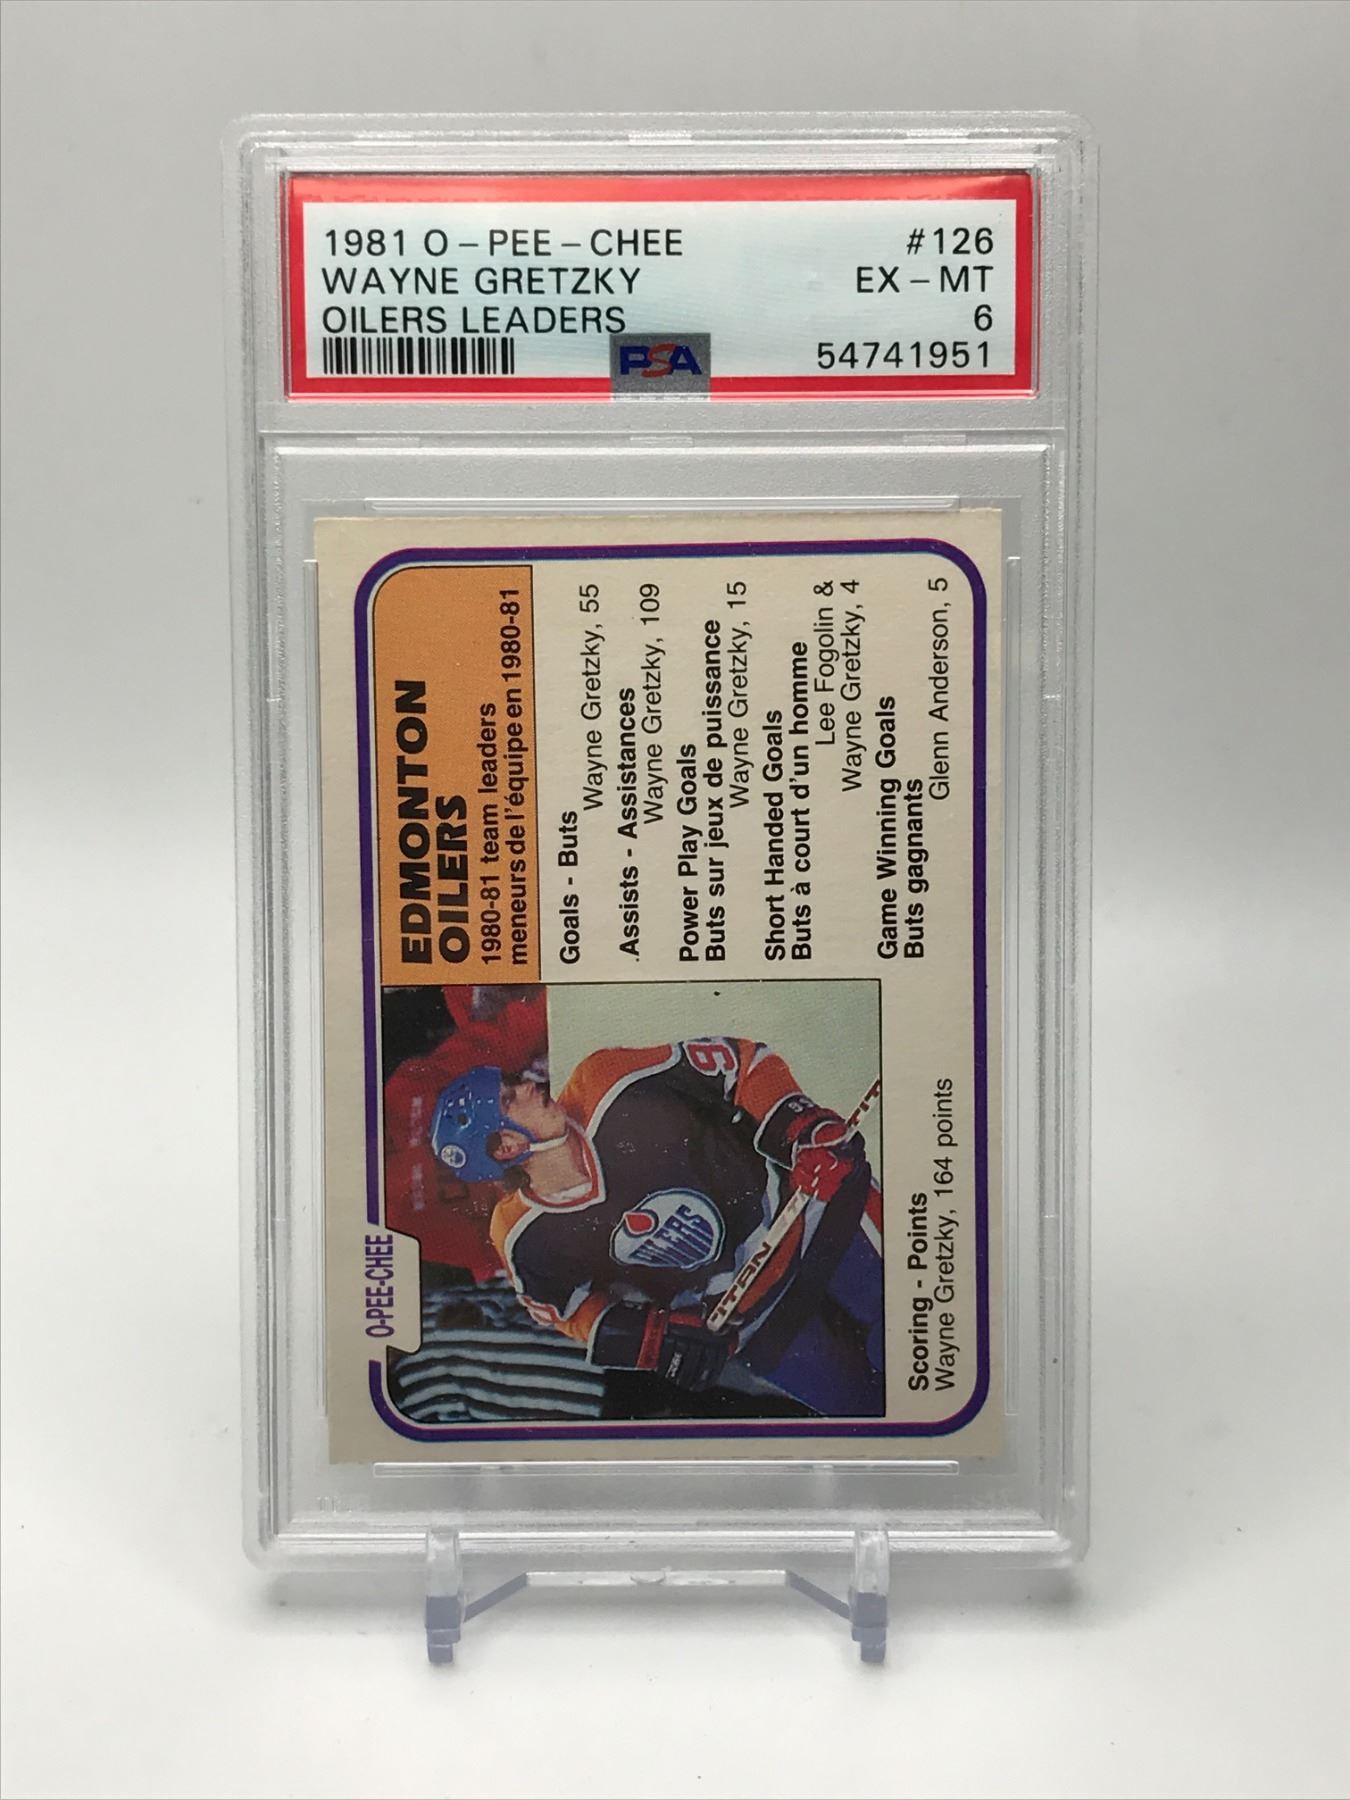 1981 O-PEE-CHEE #126
WAYNE GRETZKY EX-MT
OILERS LEADERS 6
PSA 54741951
O-PEE-CHEE
EDMONTON
OILERS
1980-81 team leaders
meneurs de l'équipe en 1980-81
Goals - Buts
Wayne Gretzky, 55
Assists - Assistances
Wayne Gretzky, 109
Power Play Goals
Buts sur jeux de puissance
Wayne Gretzky, 15
Short Handed Goals
Buts à court d'un homme
Lee Fogolin &
Wayne Gretzky, 4
Game Winning Goals
Buts gagnants
Glenn Anderson, 5
Scoring - Points
Wayne Gretzky, 164 points
OILERS
TITAN
99